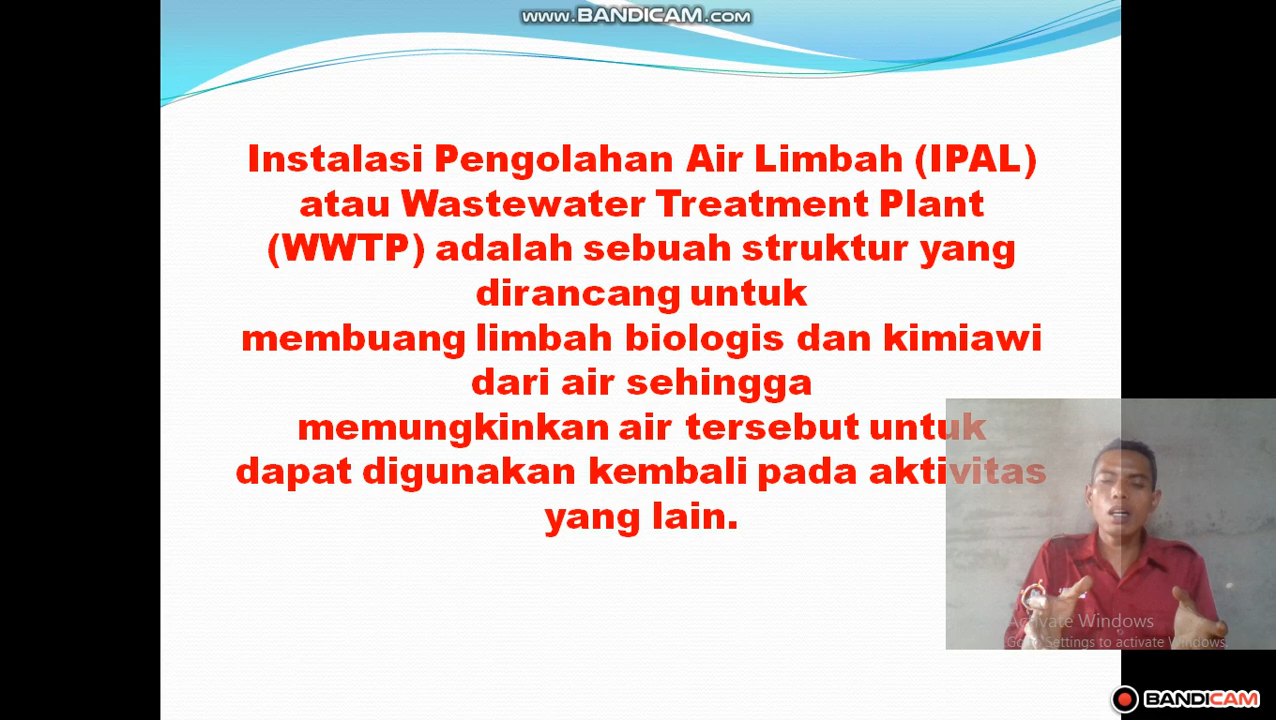 www.BANDICAM.com
Instalasi Pengolahan Air Limbah (IPAL)
atau Wastewater Treatment Plant
(WWTP) adalah sebuah struktur yang
dirancang untuk
membuang limbah biologis dan kimiawi
dari air sehingga
memungkinkan air tersebut untuk
dapat digunakan kembali pada aktivitas
yang lain.
Activate Windows
Go to Settings to activate Windows.
BANDICAM